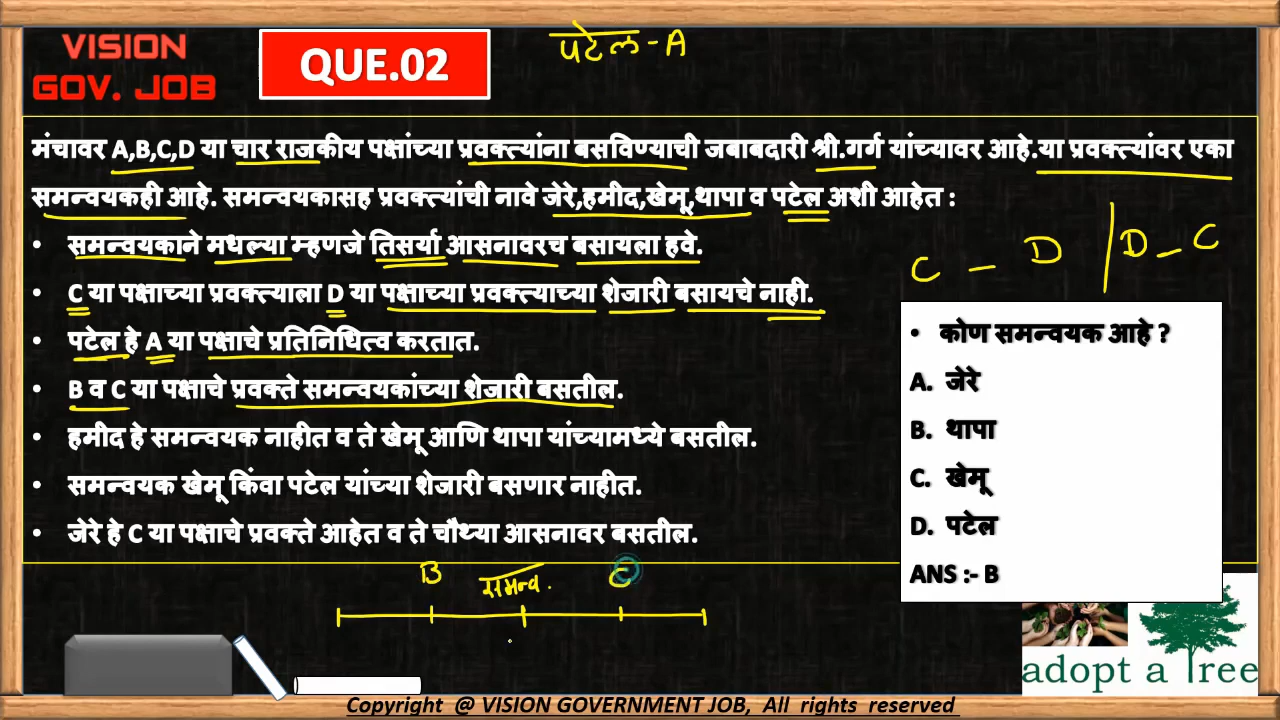 VISION
GOV. JOB
QUE.02
पटेल - A
मंचावर A,B,C,D या चार राजकीय पक्षांच्या प्रवक्त्यांना बसविण्याची जबाबदारी श्री.गर्ग यांच्यावर आहे.या प्रवक्त्यांवर एका
समन्वयकही आहे. समन्वयकासह प्रवक्त्यांची नावे जेरे,हमीद,खेमू,थापा व पटेल अशी आहेत :
• समन्वयकाने मधल्या म्हणजे तिसर्या आसनावरच बसायला हवे.
• C या पक्षाच्या प्रवक्त्याला D या पक्षाच्या प्रवक्त्याच्या शेजारी बसायचे नाही.
• पटेल हे A या पक्षाचे प्रतिनिधित्व करतात.
• B व C या पक्षाचे प्रवक्ते समन्वयकांच्या शेजारी बसतील.
• हमीद हे समन्वयक नाहीत व ते खेमू आणि थापा यांच्यामध्ये बसतील.
• समन्वयक खेमू किंवा पटेल यांच्या शेजारी बसणार नाहीत.
• जेरे हे C या पक्षाचे प्रवक्ते आहेत व ते चौथ्या आसनावर बसतील.
C - D | D - C
• कोण समन्वयक आहे ?
A. जेरे
B. थापा
C. खेमू
D. पटेल
ANS :- B
B समन्व. C
adopt a Tree
Copyright @ VISION GOVERNMENT JOB, All rights reserved